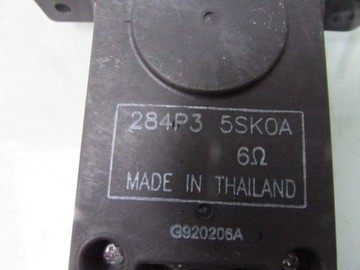 284P3 5SK0A
6Ω
MADE IN THAILAND
G920206A